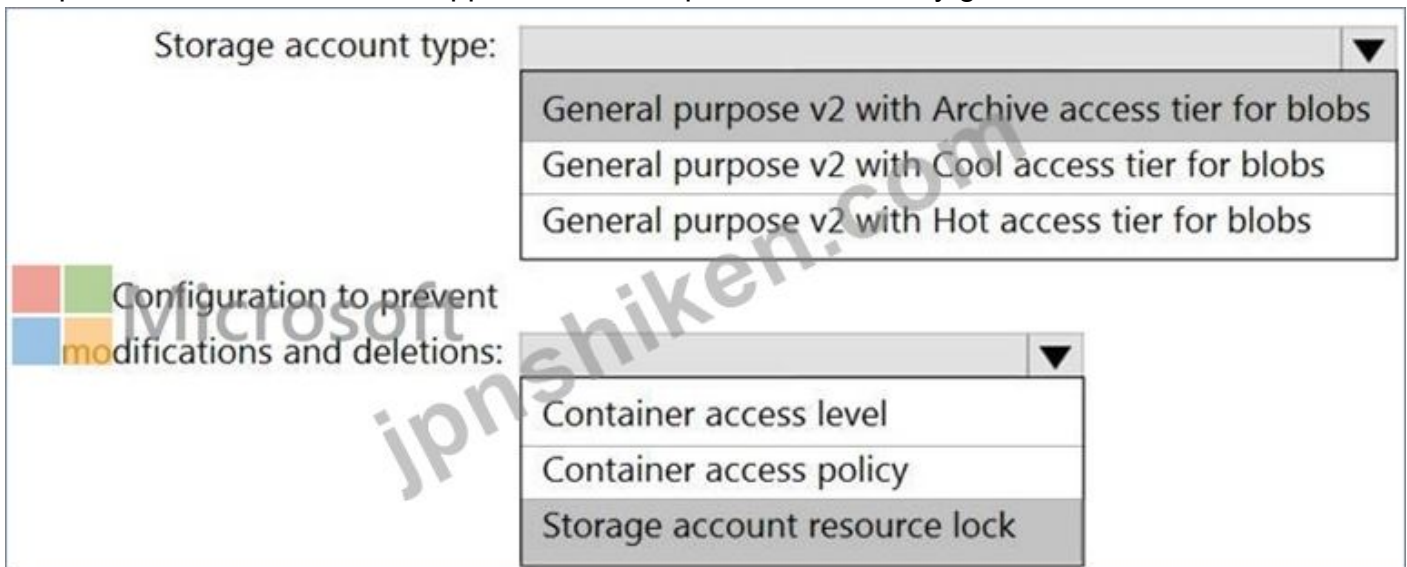 Storage account type:
General purpose v2 with Archive access tier for blobs
General purpose v2 with Cool access tier for blobs
General purpose v2 with Hot access tier for blobs
Configuration to prevent
modifications and deletions:
Container access level
Container access policy
Storage account resource lock
Microsoft
jpnshiken.com